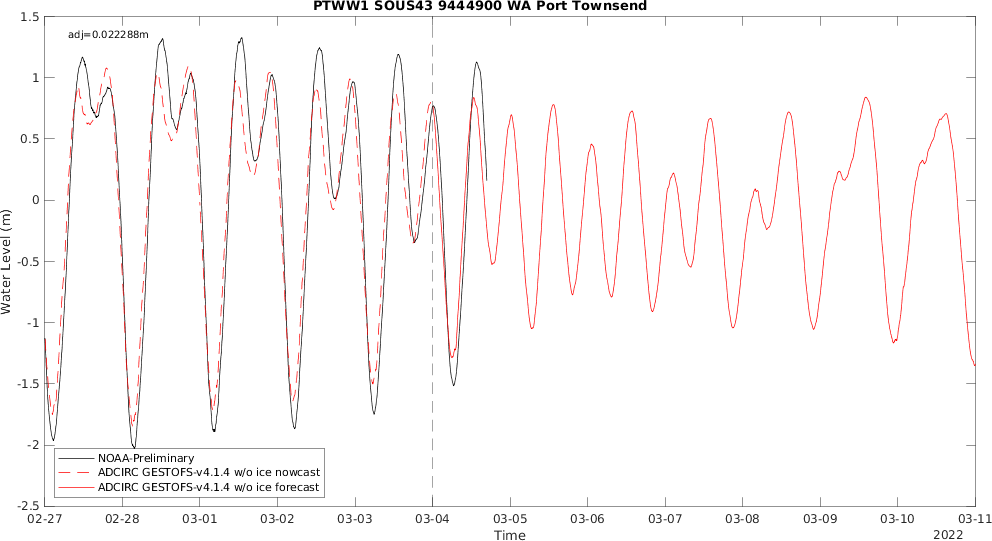 PTWW1 SOUS43 9444900 WA Port Townsend
adj=0.022288m
1.5
1
0.5
0
-0.5
-1
-1.5
-2
-2.5
Water Level (m)
NOAA-Preliminary
ADCIRC GESTOFS-v4.1.4 w/o ice nowcast
ADCIRC GESTOFS-v4.1.4 w/o ice forecast
02-27 02-28 03-01 03-02 03-03 03-04 03-05 03-06 03-07 03-08 03-09 03-10 03-11
Time
2022